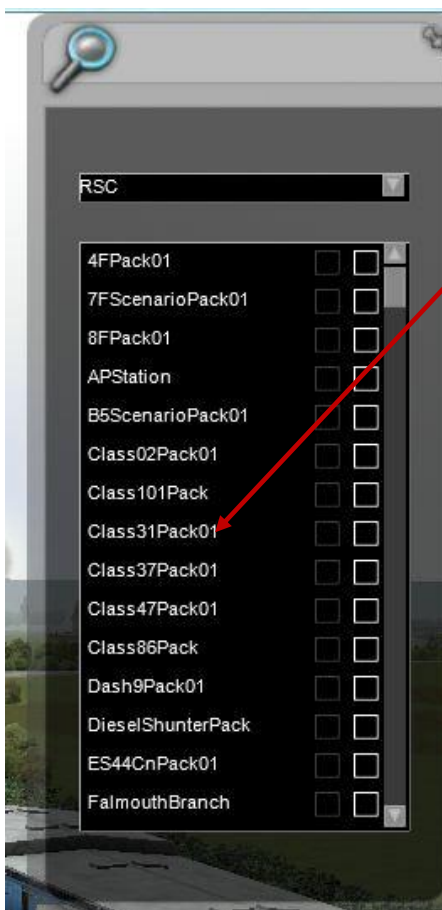 RSC
4FPack01
7FScenarioPack01
8FPack01
APStation
B5ScenarioPack01
Class02Pack01
Class101Pack
Class31Pack01
Class37Pack01
Class47Pack01
Class86Pack
Dash9Pack01
DieselShunterPack
ES44CnPack01
FalmouthBranch